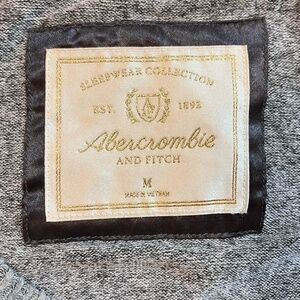 SLEEPWEAR COLLECTION
EST. 1892
Abercrombie
AND FITCH
M
MADE IN VIETNAM